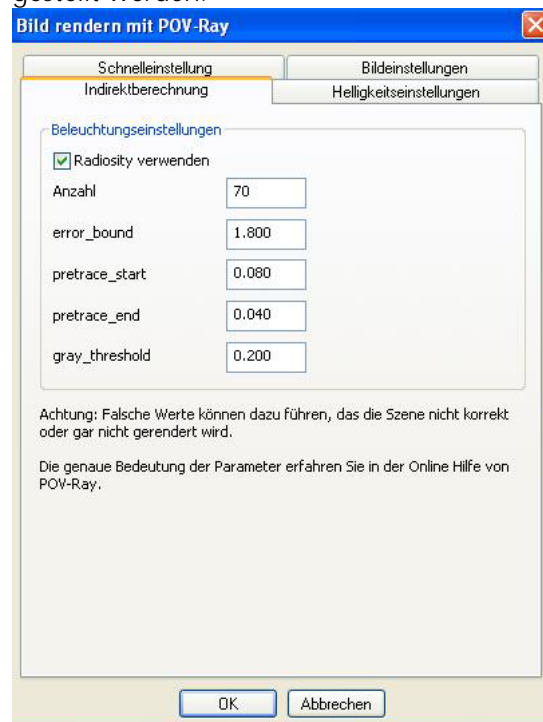 gestellt werden.
Bild rendern mit POV-Ray
Schnelleinstellung Bildeinstellungen
Indirektberechnung Helligkeitseinstellungen
Beleuchtungseinstellungen
Radiosity verwenden
Anzahl 70
error_bound 1.800
pretrace_start 0.080
pretrace_end 0.040
gray_threshold 0.200
Achtung: Falsche Werte können dazu führen, das die Szene nicht korrekt
oder gar nicht gerendert wird.
Die genaue Bedeutung der Parameter erfahren Sie in der Online Hilfe von
POV-Ray.
OK Abbrechen